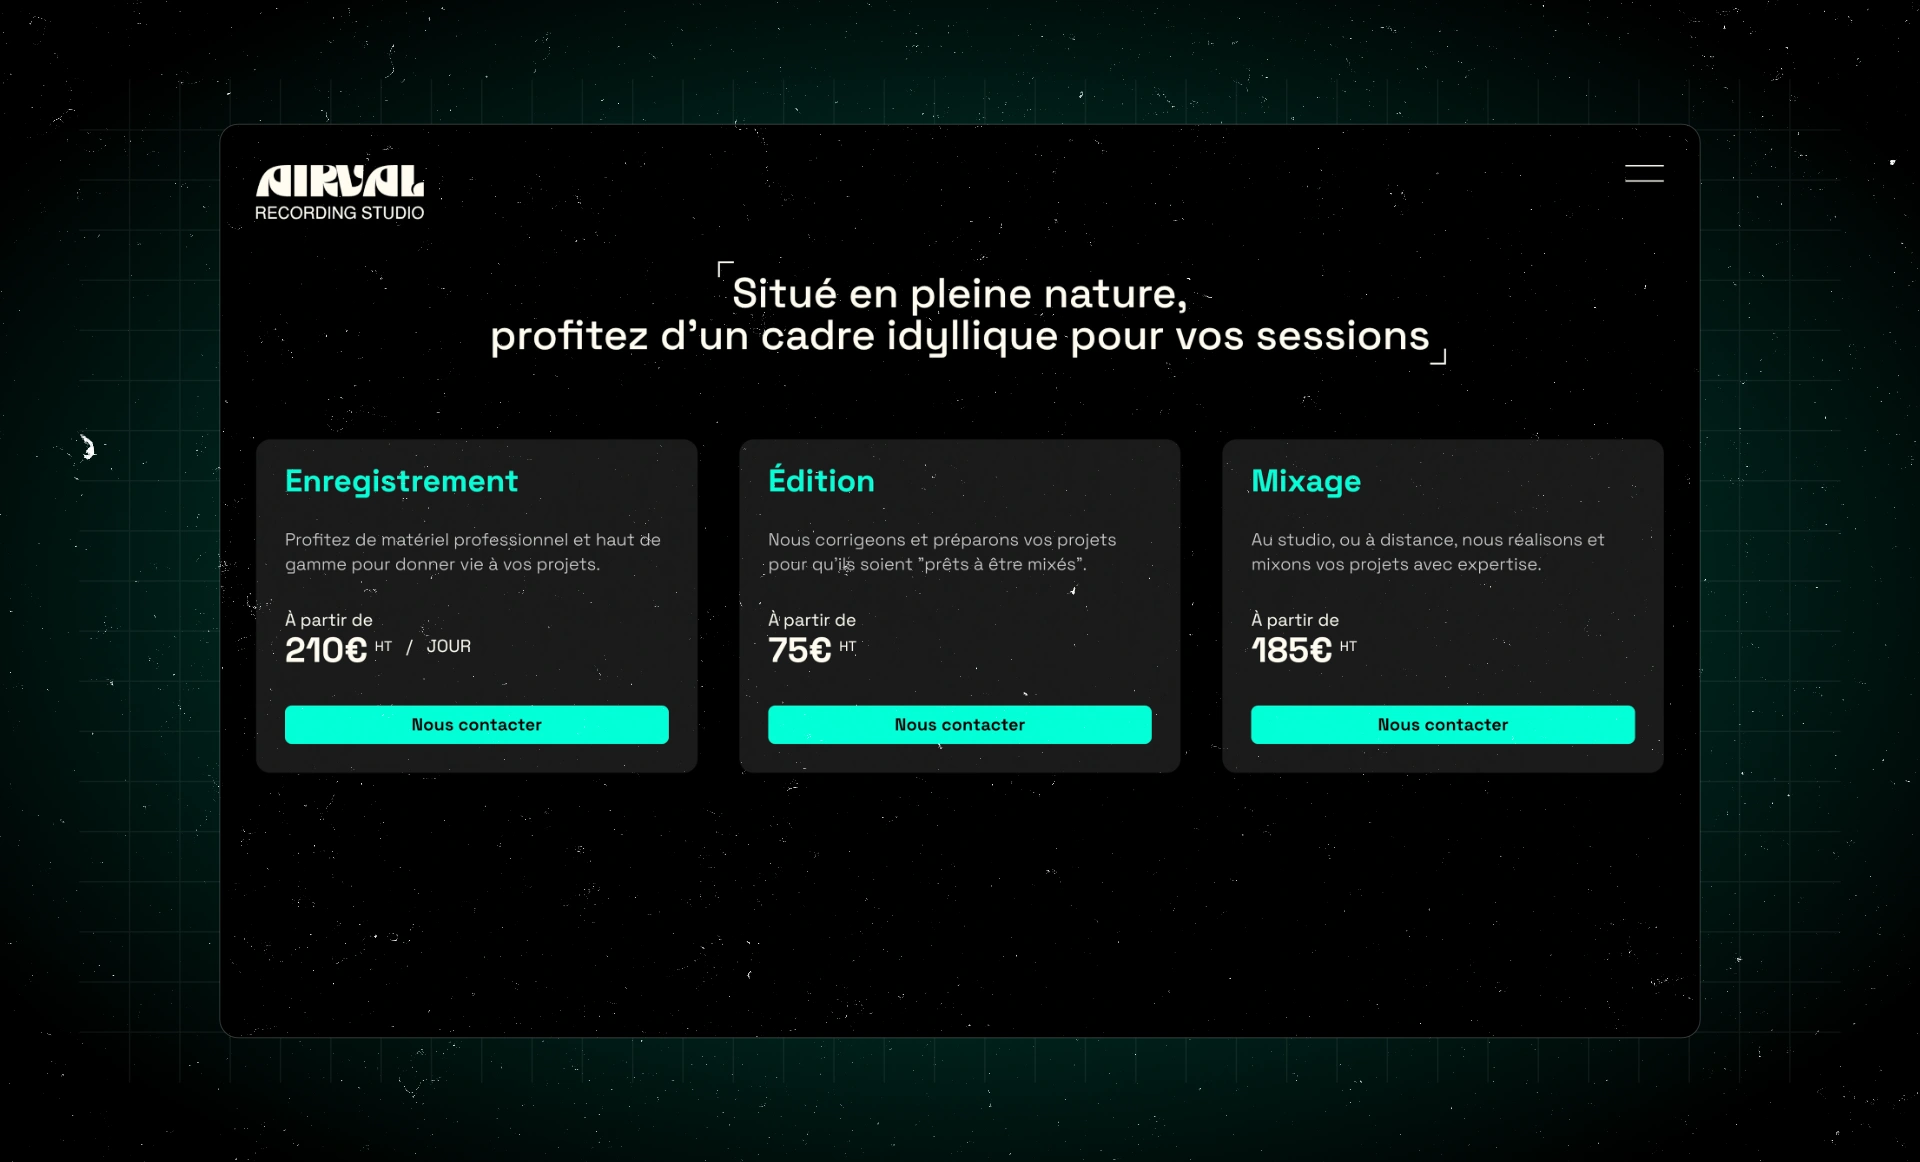 AIRVAL
RECORDING STUDIO
Situé en pleine nature,
profitez d’un cadre idyllique pour vos sessions
Enregistrement
Profitez de matériel professionnel et haut de
gamme pour donner vie à vos projets.
À partir de
210€ HT / JOUR
Nous contacter
Édition
Nous corrigeons et préparons vos projets
pour qu’ils soient ”prêts à être mixés”.
À partir de
75€ HT
Nous contacter
Mixage
Au studio, ou à distance, nous réalisons et
mixons vos projets avec expertise.
À partir de
185€ HT
Nous contacter